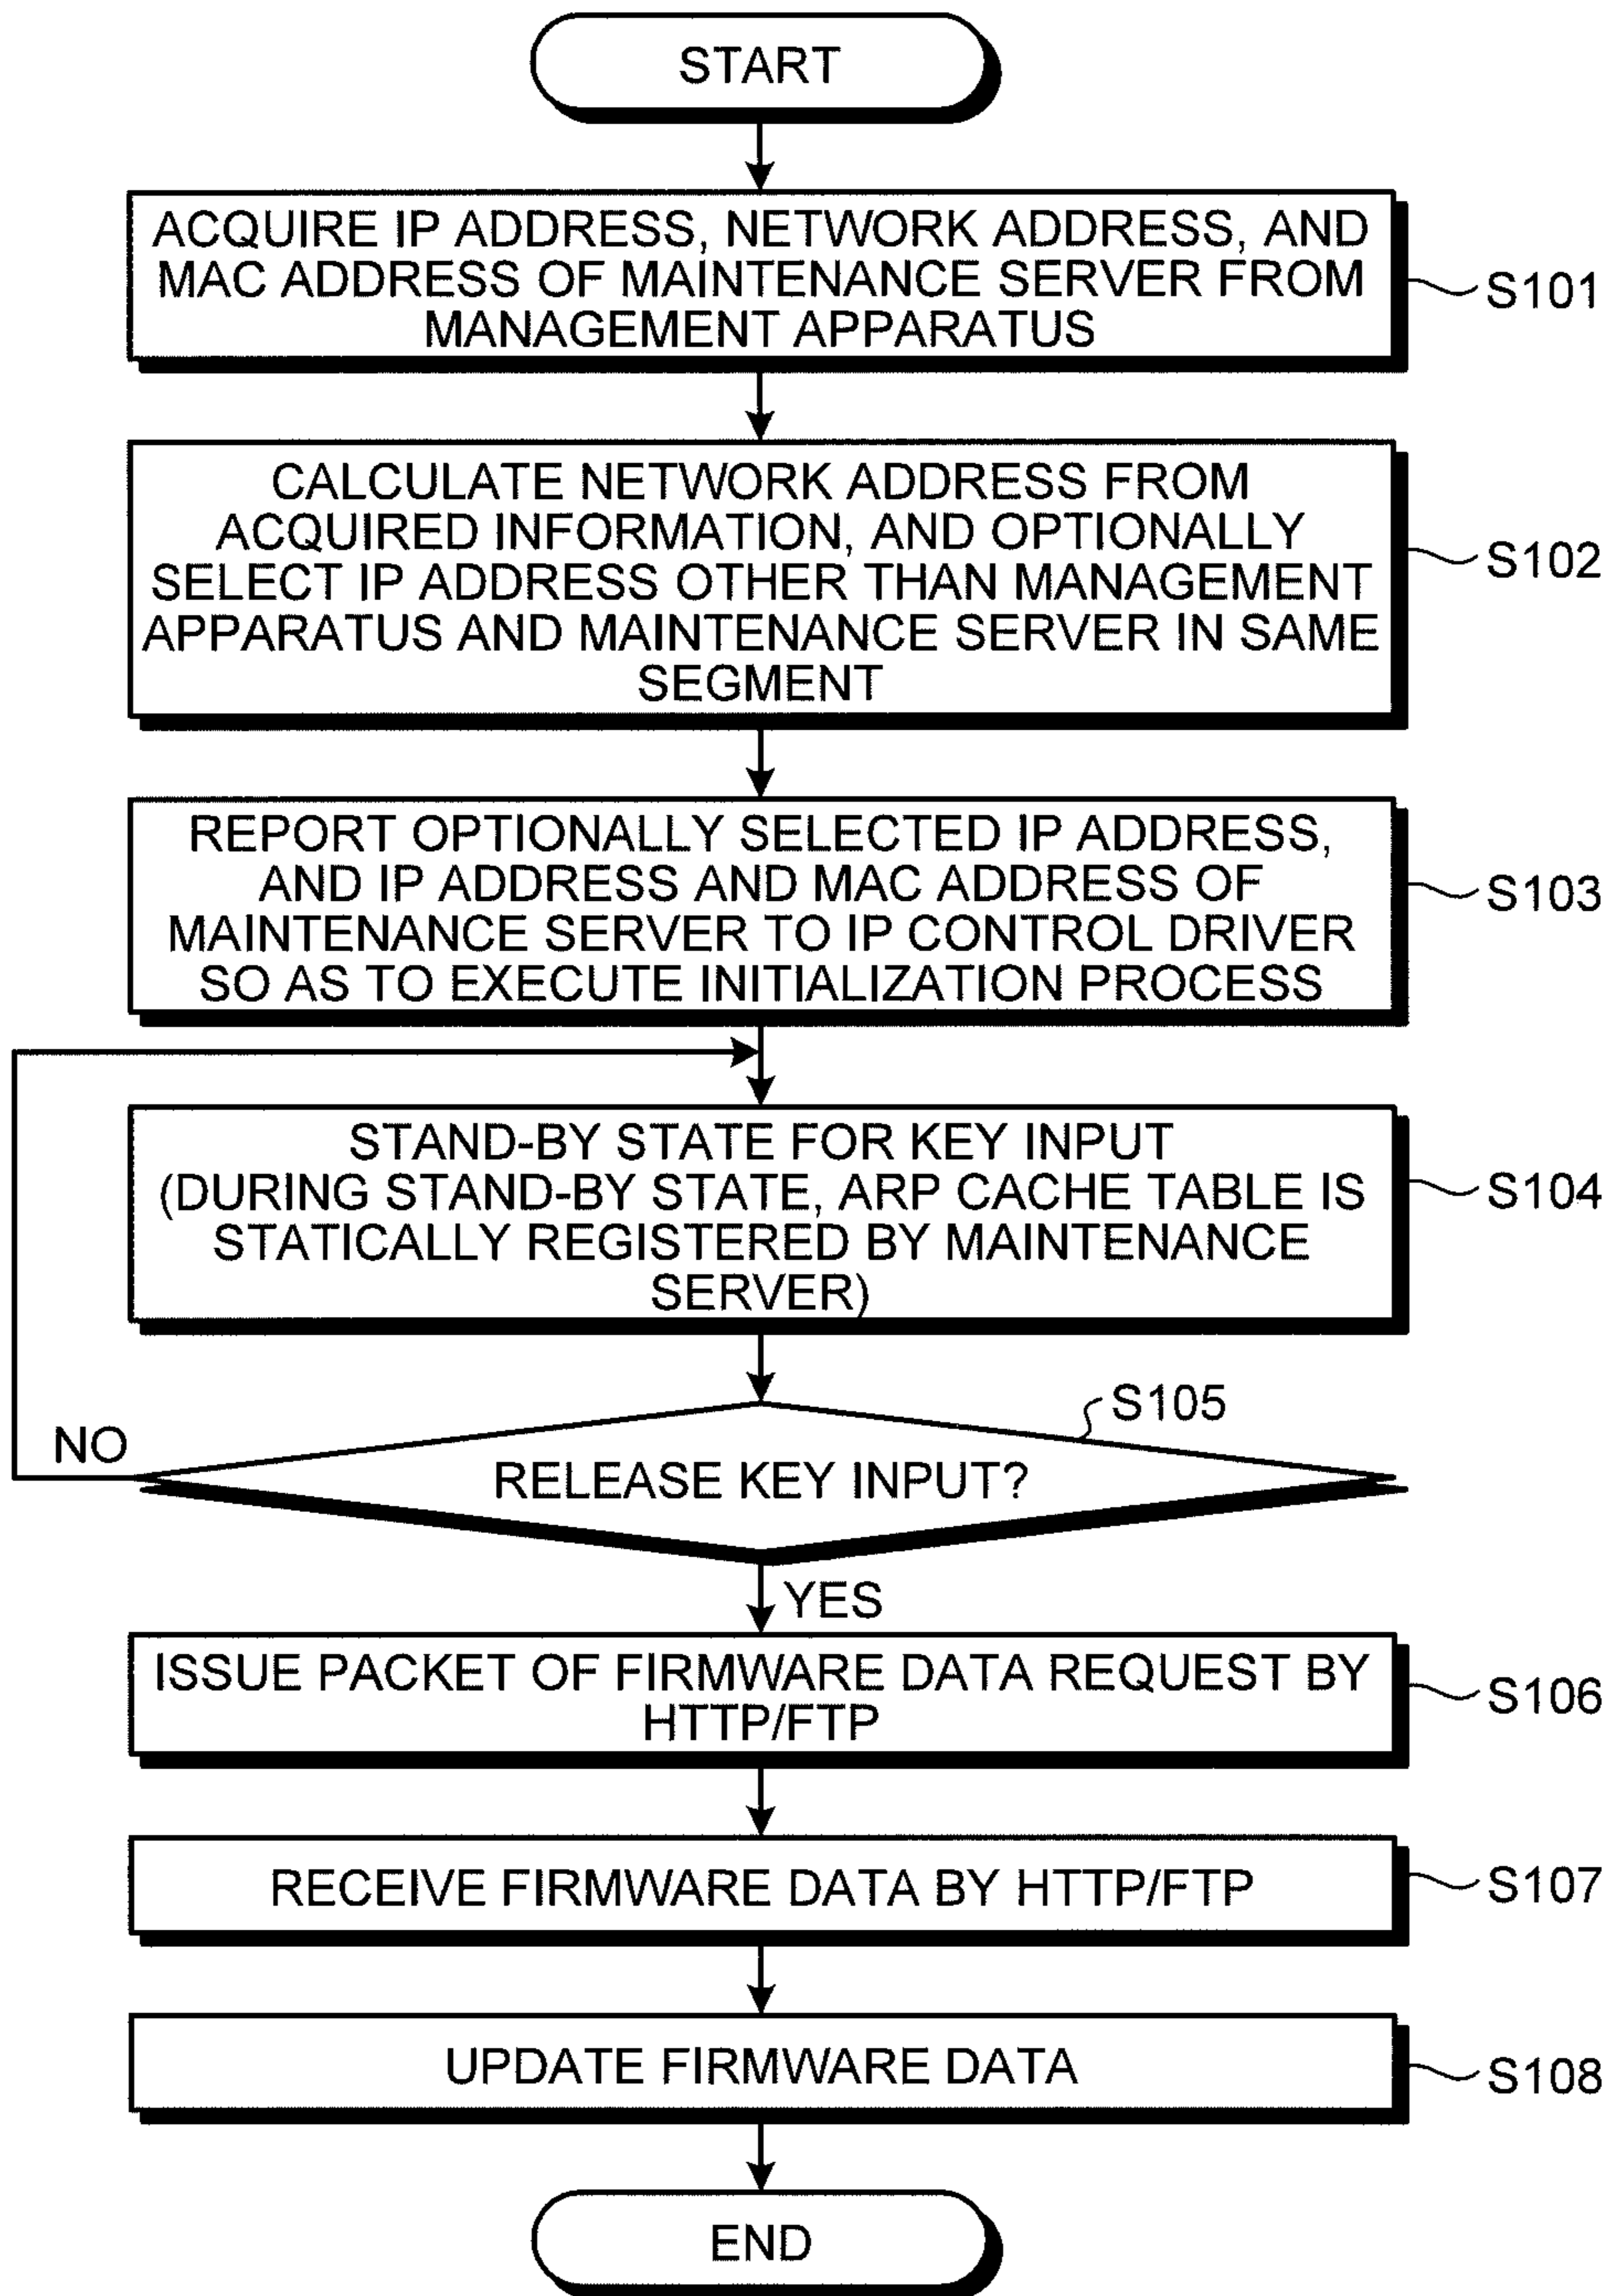 START
ACQUIRE IP ADDRESS, NETWORK ADDRESS, AND
MAC ADDRESS OF MAINTENANCE SERVER FROM
MANAGEMENT APPARATUS
S101
CALCULATE NETWORK ADDRESS FROM
ACQUIRED INFORMATION, AND OPTIONALLY
SELECT IP ADDRESS OTHER THAN MANAGEMENT
APPARATUS AND MAINTENANCE SERVER IN SAME
SEGMENT
S102
REPORT OPTIONALLY SELECTED IP ADDRESS,
AND IP ADDRESS AND MAC ADDRESS OF
MAINTENANCE SERVER TO IP CONTROL DRIVER
SO AS TO EXECUTE INITIALIZATION PROCESS
S103
STAND-BY STATE FOR KEY INPUT
(DURING STAND-BY STATE, ARP CACHE TABLE IS
STATICALLY REGISTERED BY MAINTENANCE
SERVER)
S104
S105
NO
RELEASE KEY INPUT?
YES
ISSUE PACKET OF FIRMWARE DATA REQUEST BY
HTTP/FTP
S106
RECEIVE FIRMWARE DATA BY HTTP/FTP
S107
UPDATE FIRMWARE DATA
S108
END